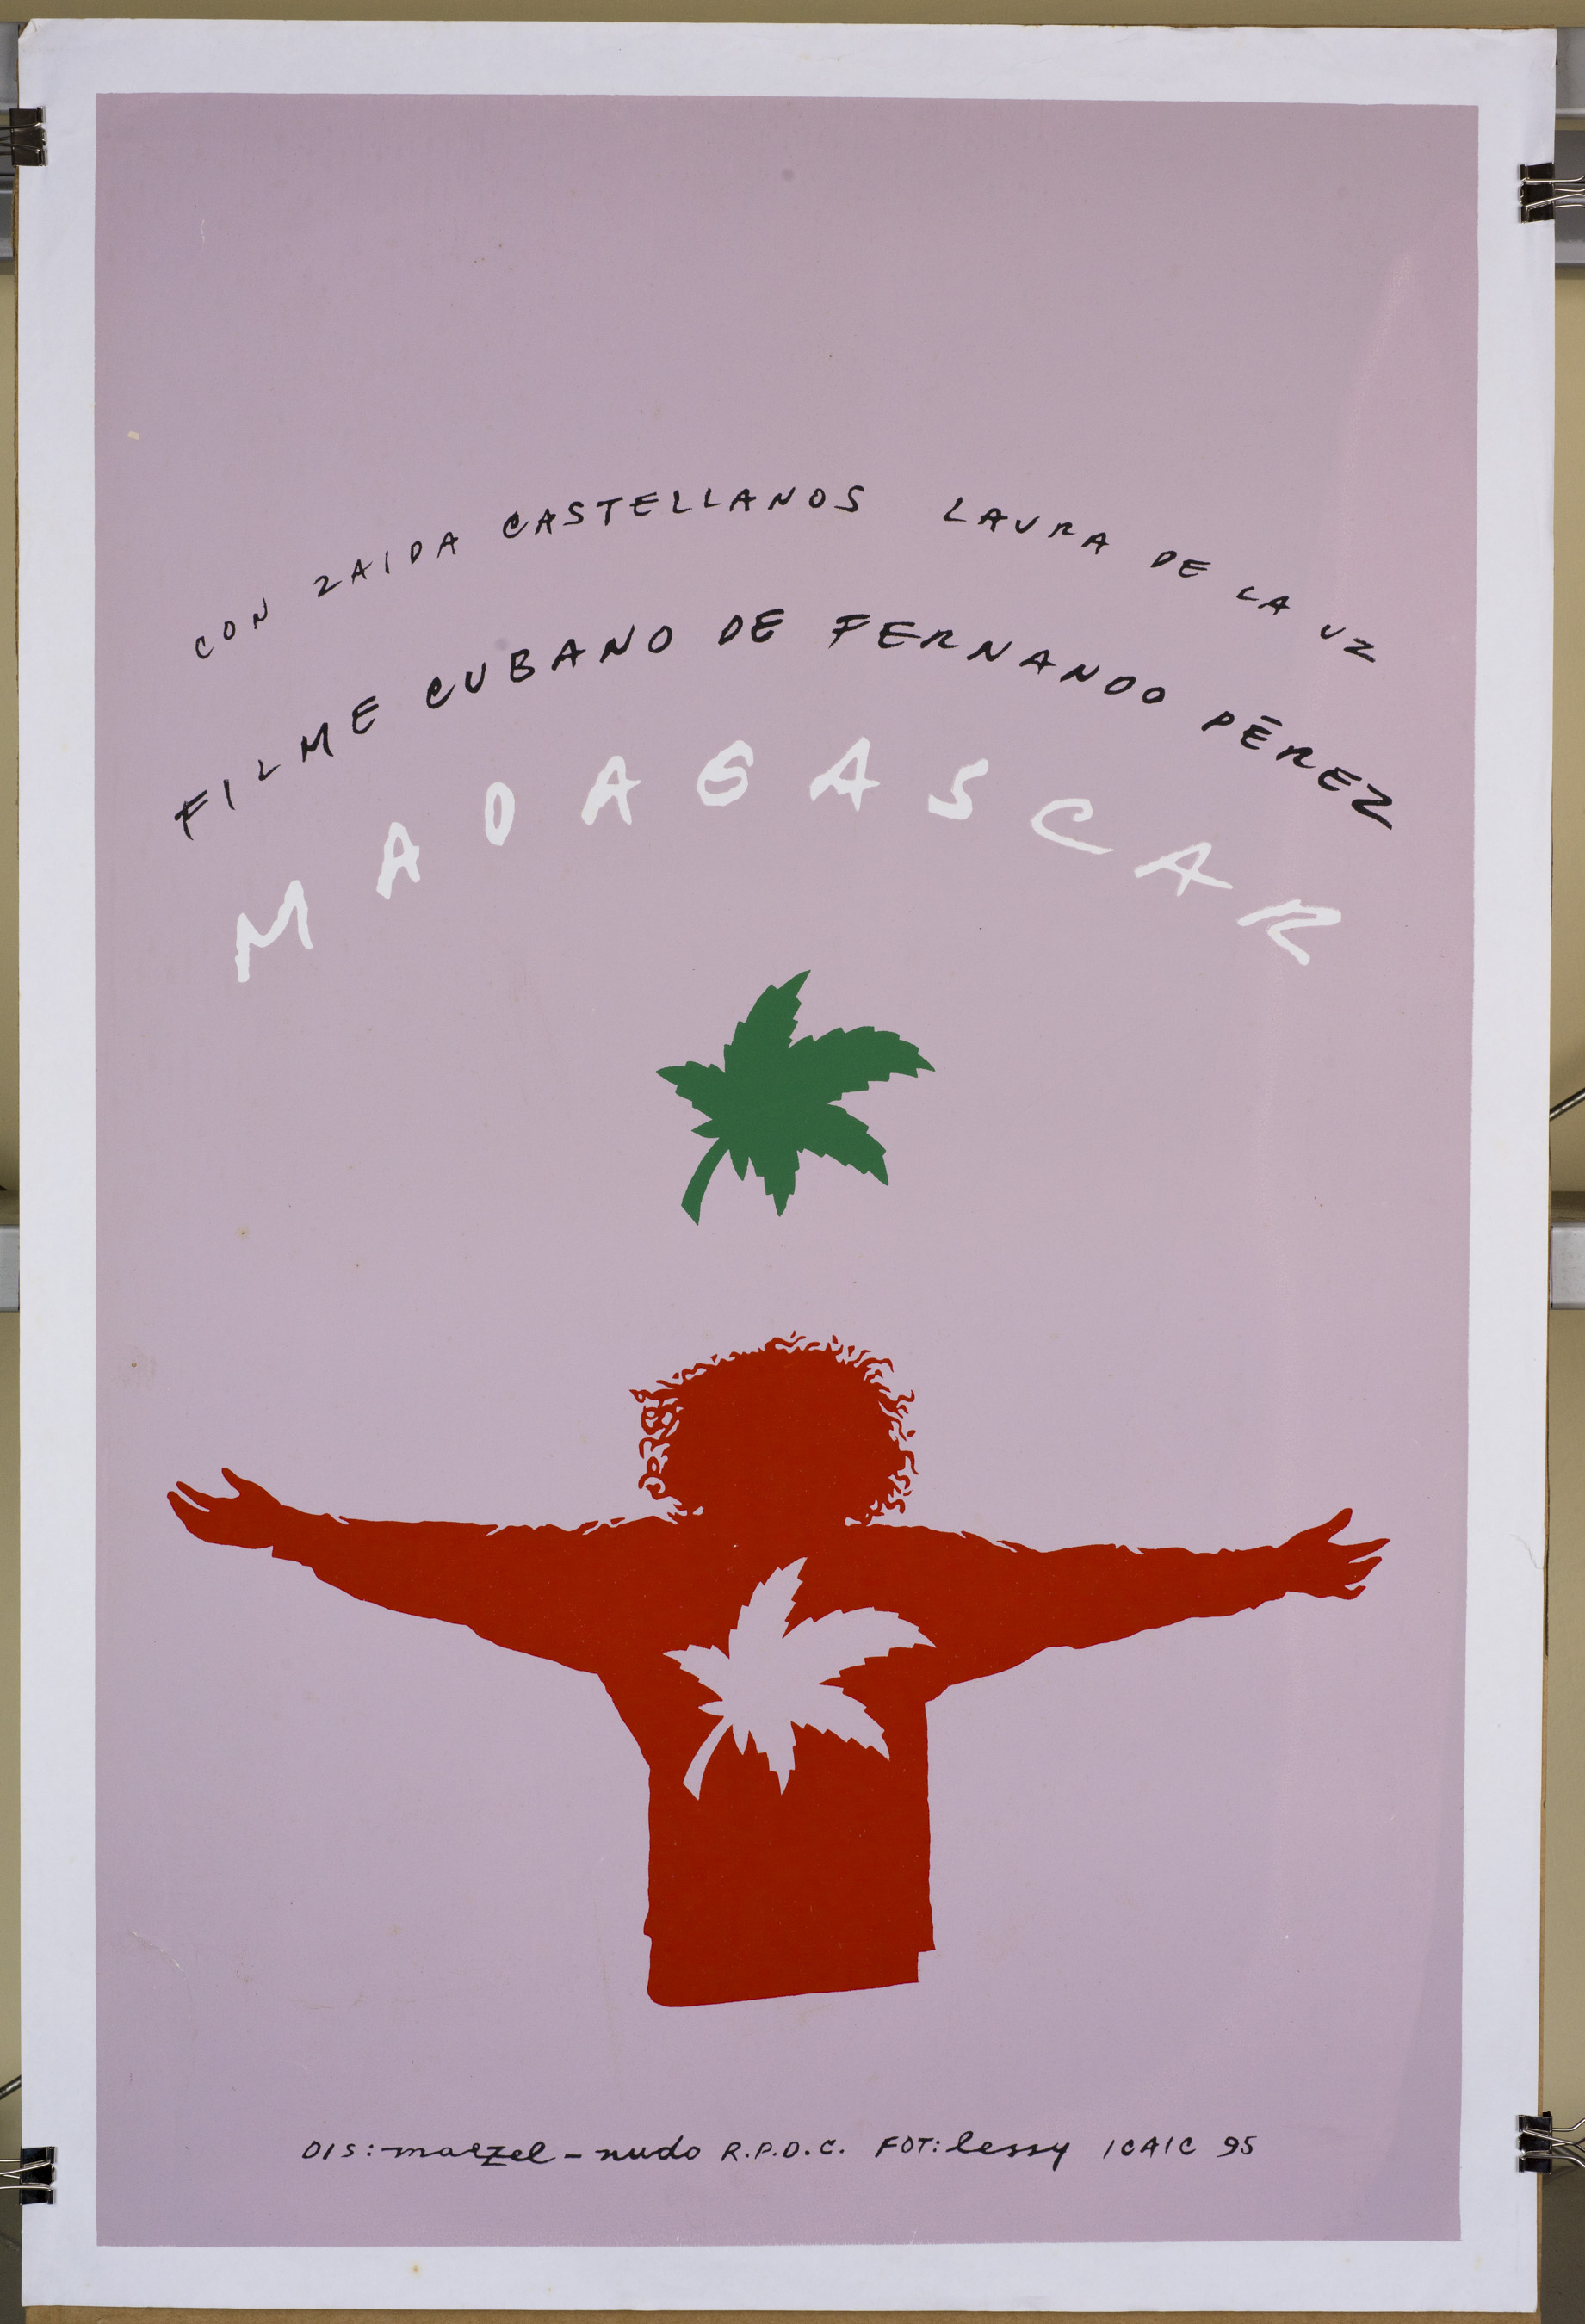 CON ZAIDA CASTELLANOS LAURA DE LA UZ
FILME CUBANO DE FERNANDO PÉREZ
MADAGASCAR
DIS: marzel - nudo R.P.D.C. FOT: lessy ICAIC 95